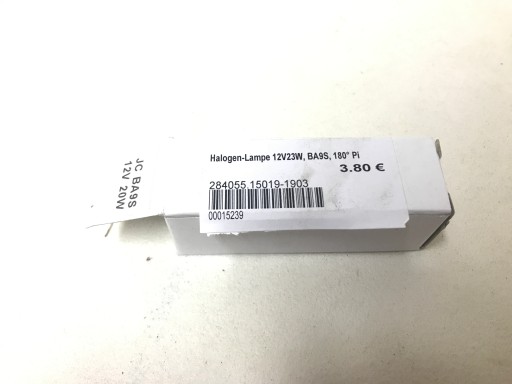 Halogen-Lampe 12V23W, BA9S, 180° Pi
3.80 €
284055.15019-1903
00015239
JC BA9S
12V 20W